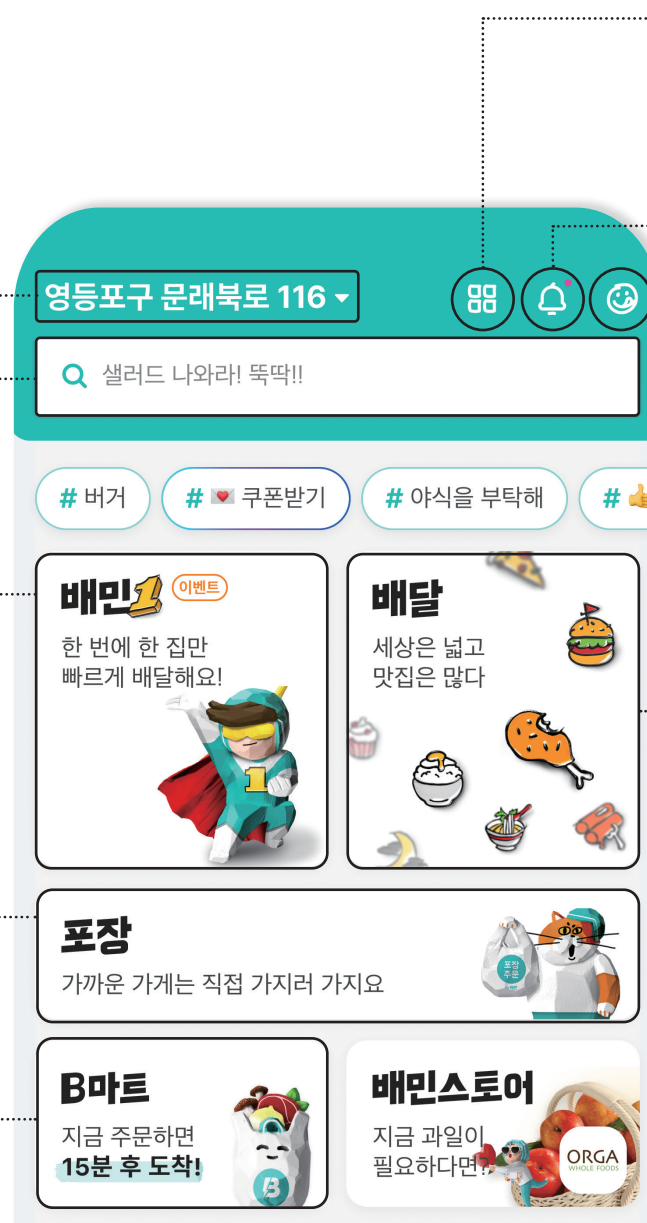 영등포구 문래북로 116
샐러드 나와라! 뚝딱!!
# 버거
# 쿠폰받기
# 야식을 부탁해
#
배민1 이벤트
한 번에 한 집만
빠르게 배달해요!
1
배달
세상은 넓고
맛집은 많다
포장
가까운 가게는 직접 가지러 가지요
포장
주문
B마트
지금 주문하면
15분 후 도착!
B
배민스토어
지금 과일이
필요하다면?
ORGA
WHOLE FOODS